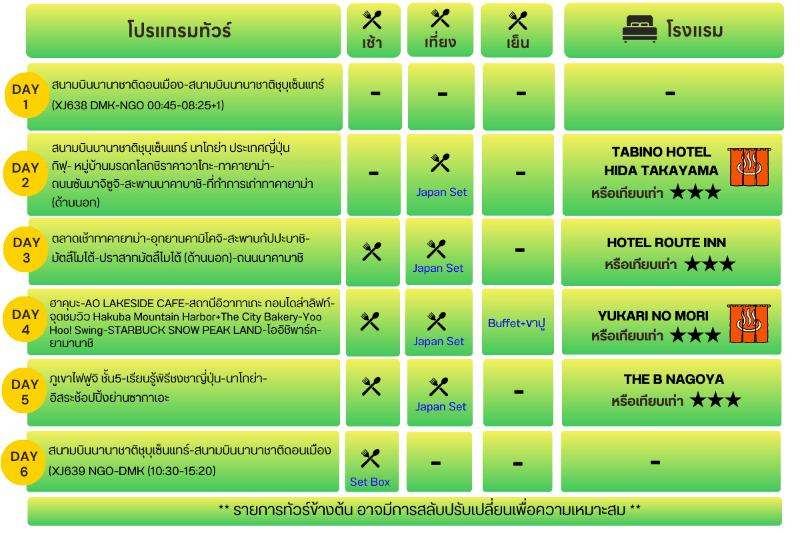 โปรแกรมทัวร์
เช้า
เที่ยง
เย็น
โรงแรม
DAY 1
สนามบินนานาชาติดอนเมือง-สนามบินนานาชาติชุบุเซ็นแทร์
(XJ638 DMK-NGO 00:45-08:25+1)
-
-
-
-
DAY 2
สนามบินนานาชาติชุบุเซ็นแทร์ นาโกย่า ประเทศญี่ปุ่น
กิฟุ- หมู่บ้านมรดกโลกชิราคาวาโกะ-ทาคายาม่า-
ถนนซันมาจิซูจิ-สะพานนาคาบาชิ-ที่ทำการเก่าทาคายาม่า
(ด้านนอก)
-
Japan Set
-
TABINO HOTEL
HIDA TAKAYAMA
หรือเทียบเท่า ★★★
DAY 3
ตลาดเช้าทาคายาม่า-อุทยานคามิโคจิ-สะพานกัปปะบาชิ-
มัตสึโมโต้-ปราสาทมัตสึโมโต้ (ด้านนอก)-ถนนนาคามาชิ
Japan Set
-
HOTEL ROUTE INN
หรือเทียบเท่า ★★★
DAY 4
ฮาคุบะ-AO LAKESIDE CAFE-สถานีอิวาทาเกะ กอนโดล่าลิฟท์-
จุดชมวิว Hakuba Mountain Harbor+The City Bakery-Yoo
Hoo! Swing-STARBUCK SNOW PEAK LAND-โออิชิพาร์ค-
ยามานาชิ
Japan Set
Buffet+ขาปู
YUKARI NO MORI
หรือเทียบเท่า ★★★
DAY 5
ภูเขาไฟฟูจิ ชั้น5-เรียนรู้พิธีชงชาญี่ปุ่น-นาโกย่า-
อิสระช้อปปิ้งย่านซากาเอะ
Japan Set
-
THE B NAGOYA
หรือเทียบเท่า ★★★
DAY 6
สนามบินนานาชาติชุบุเซ็นแทร์-สนามบินนานาชาติดอนเมือง
(XJ639 NGO-DMK (10:30-15:20)
Set Box
-
-
-
** รายการทัวร์ข้างต้น อาจมีการสลับปรับเปลี่ยนเพื่อความเหมาะสม **